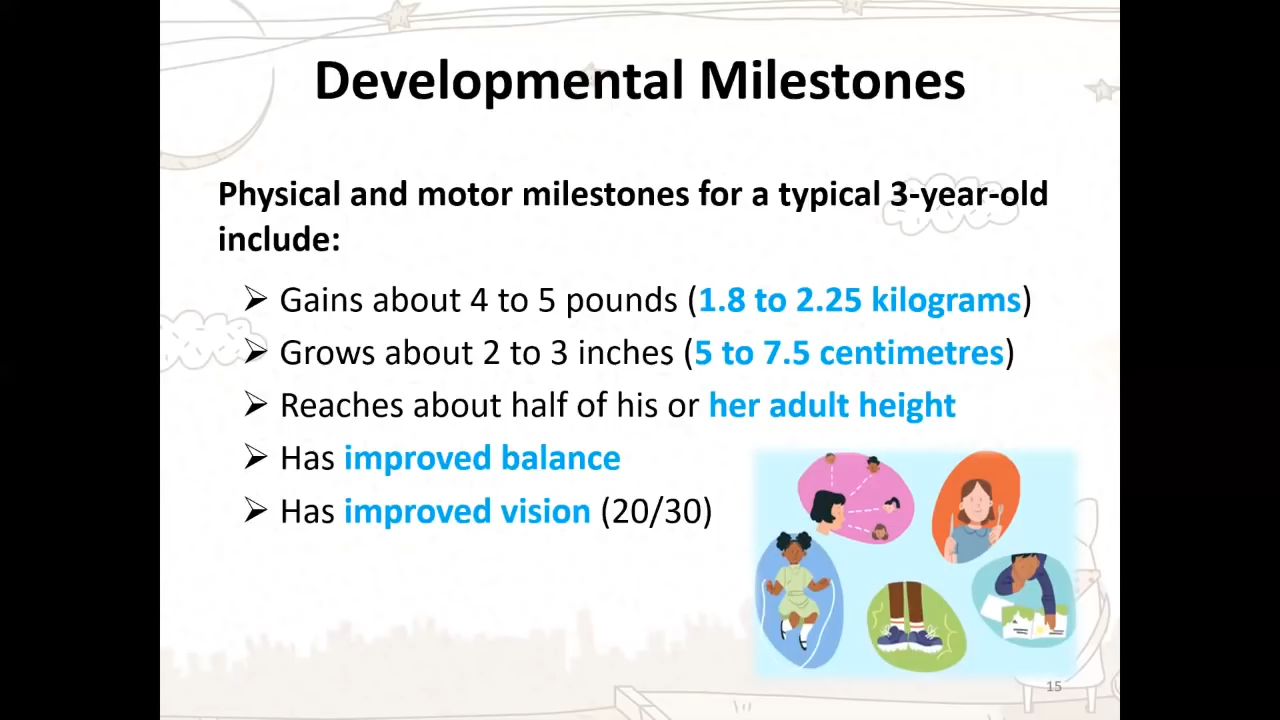 Developmental Milestones
Physical and motor milestones for a typical 3-year-old
include:
➢ Gains about 4 to 5 pounds (1.8 to 2.25 kilograms)
➢ Grows about 2 to 3 inches (5 to 7.5 centimetres)
➢ Reaches about half of his or her adult height
➢ Has improved balance
➢ Has improved vision (20/30)
15